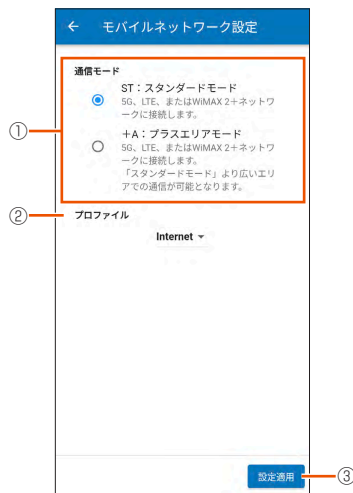 ← モバイルネットワーク設定
通信モード
ST：スタンダードモード
5G、LTE、またはWiMAX 2+ネットワ
ークに接続します。
①
+A：プラスエリアモード
5G、LTE、またはWiMAX 2+ネットワ
ークに接続します。
「スタンダードモード」より広いエリ
アでの通信が可能となります。
② プロファイル
Internet
設定適用 ③